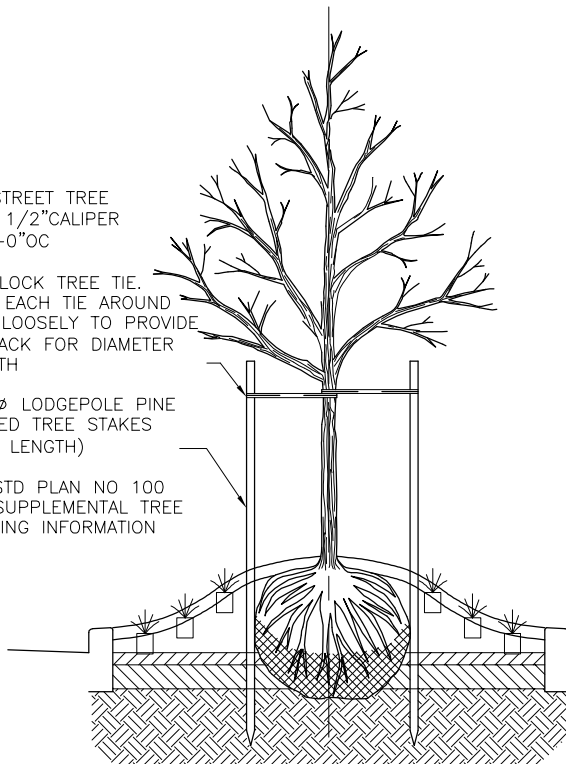 STREET TREE
1/2"CALIPER
-0"OC
LOCK TREE TIE.
EACH TIE AROUND
LOOSELY TO PROVIDE
ACK FOR DIAMETER
TH
Ø LODGEPOLE PINE
ED TREE STAKES
LENGTH)
STD PLAN NO 100
SUPPLEMENTAL TREE
ING INFORMATION